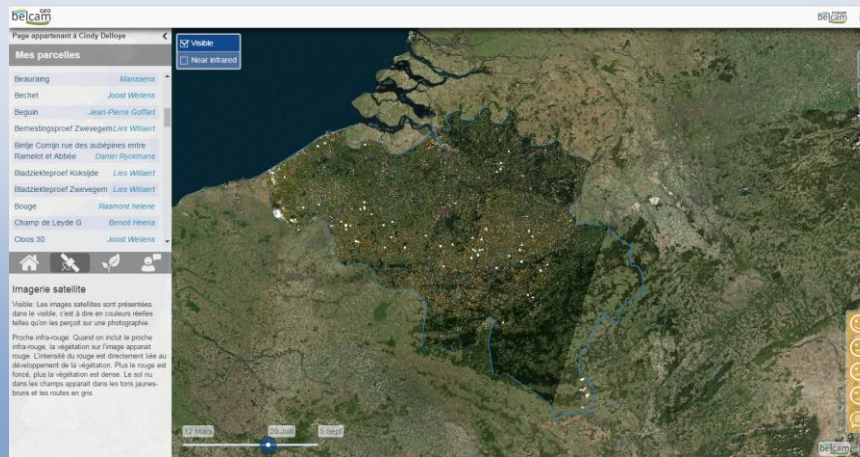 GEO
belcam
FORUM
belcam
Page appartenant à Cindy Delloye
Mes parcelles
Visible
Near infrared
Beauraing Manssens
Bechet Joost Wellens
Beguin Jean-Pierre Goffart
Bemestingsproef Zwevegem Lies Willaert
Bintje Comijn rue des aubépines entre
Ramelot et Abbée Daniel Ryckmans
Bladziekteproef Koksijde Lies Willaert
Bladziekteproef Zwevegem Lies Willaert
Bouge Rasmont helene
Champ de Leyde G Benoit Heens
Cloos 30 Joost Wellens
Imagerie satellite
Visible: Les images satellites sont présentées
dans le visible, c'est à dire en couleurs réelles
telles qu'on les perçoit sur une photographie.
Proche infra-rouge: Quand on inclut le proche
infra-rouge, la végétation sur l'image apparait
rouge. L'intensité du rouge est directement liée au
développement de la végétation. Plus le rouge est
foncé, plus la végétation est dense. Le sol nu
dans les champs apparait dans les tons jaunes-
bruns et les routes en gris.
12 Mars 20 Juil 5 Sept
belcam